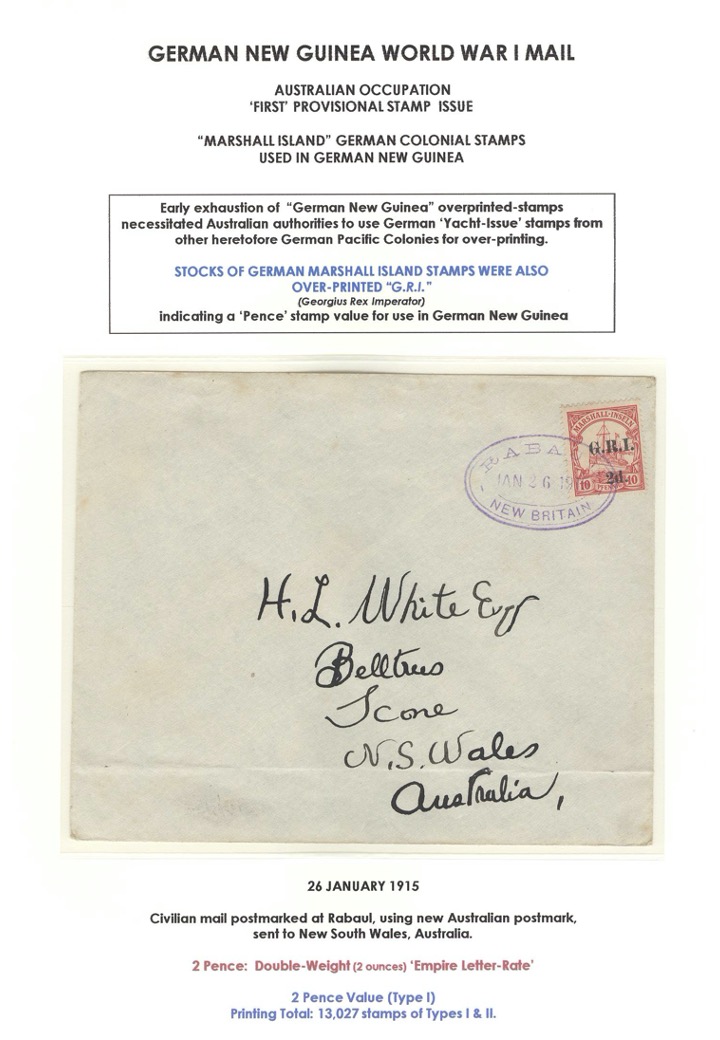 GERMAN NEW GUINEA WORLD WAR I MAIL
AUSTRALIAN OCCUPATION
‘FIRST’ PROVISIONAL STAMP ISSUE
“MARSHALL ISLAND” GERMAN COLONIAL STAMPS
USED IN GERMAN NEW GUINEA
Early exhaustion of “German New Guinea” overprinted-stamps
necessitated Australian authorities to use German ‘Yacht-Issue’ stamps from
other heretofore German Pacific Colonies for over-printing.
STOCKS OF GERMAN MARSHALL ISLAND STAMPS WERE ALSO
OVER-PRINTED “G.R.I.”
(Georgius Rex Imperator)
indicating a ‘Pence’ stamp value for use in German New Guinea
MARSHALL-INSELN
G.R.I.
2d.
10 PFENNIG 10
RABA
JAN 26 19
NEW BRITAIN
H.L. White Esq
Belltrees
Scone
N.S. Wales
Australia,
26 JANUARY 1915
Civilian mail postmarked at Rabaul, using new Australian postmark,
sent to New South Wales, Australia.
2 Pence: Double-Weight (2 ounces) ‘Empire Letter-Rate’
2 Pence Value (Type I)
Printing Total: 13,027 stamps of Types I & II.